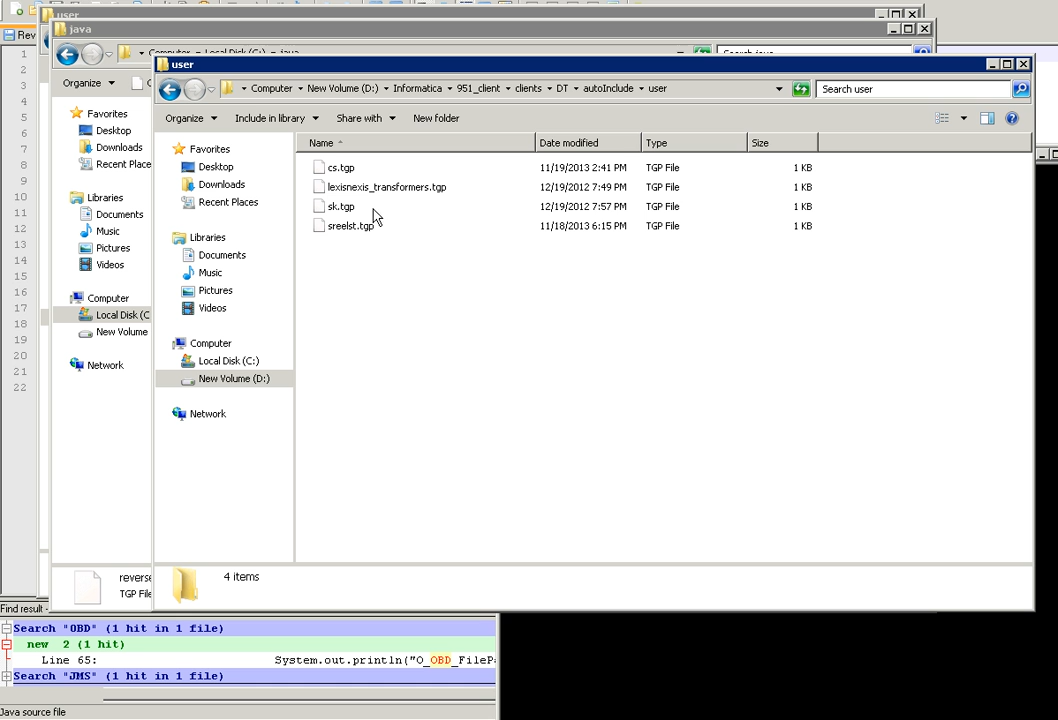 user
java
Rev
Computer Local Disk (C:) java
Search java
user
Computer New Volume (D:) Informatica 951_client clients DT autoInclude user
Search user
Organize
Organize Include in library Share with New folder
1
2
3
4
5
6
7
8
9
10
11
12
13
14
15
16
17
18
19
20
21
22
Favorites
Desktop
Downloads
Recent Place
Libraries
Documents
Music
Pictures
Videos
Computer
Local Disk (C
New Volume
Network
Favorites
Desktop
Downloads
Recent Places
Libraries
Documents
Music
Pictures
Videos
Computer
Local Disk (C:)
New Volume (D:)
Network
Name Date modified Type Size
cs.tgp 11/19/2013 2:41 PM TGP File 1 KB
lexisnexis_transformers.tgp 12/19/2012 7:49 PM TGP File 1 KB
sk.tgp 12/19/2012 7:57 PM TGP File 1 KB
sreelst.tgp 11/18/2013 6:15 PM TGP File 1 KB
reverse
TGP File
4 items
Find result -
Search "OBD" (1 hit in 1 file)
new 2 (1 hit)
Line 65: System.out.println("O_OBD_FileP
Search "JMS" (1 hit in 1 file)
Java source file